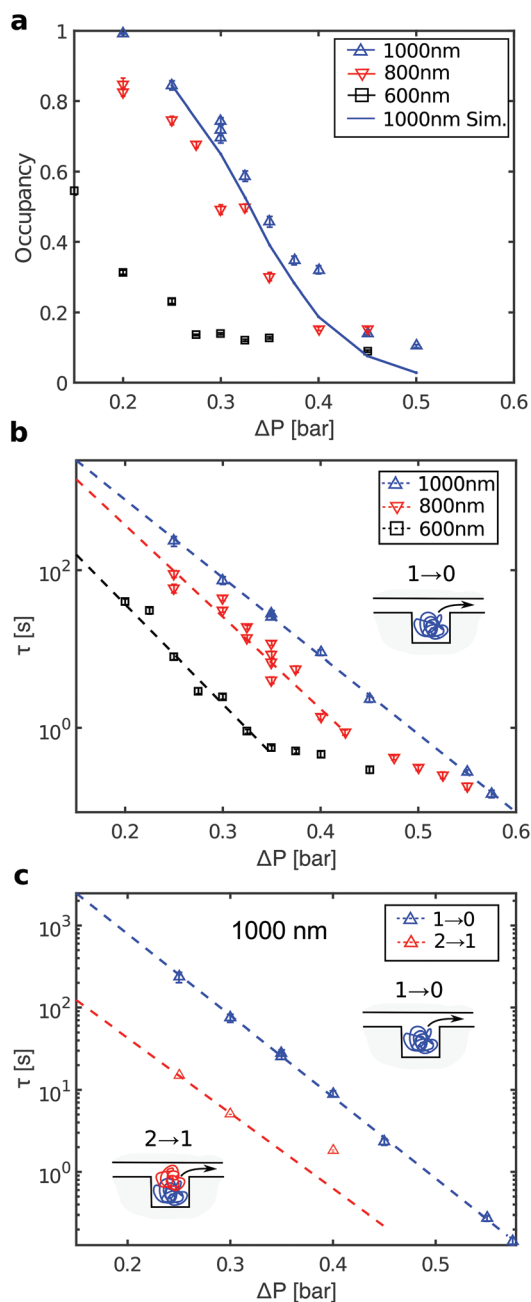 a
1
0.8
0.6
0.4
0.2
0
Occupancy
1000nm
800nm
600nm
1000nm Sim.
0.2 0.3 0.4 0.5 0.6
ΔP [bar]
b
10²
10⁰
τ [s]
1000nm
800nm
600nm
1→0
0.2 0.3 0.4 0.5 0.6
ΔP [bar]
c
10³
10²
10¹
10⁰
τ [s]
1000 nm
1→0
2→1
1→0
2→1
0.2 0.3 0.4 0.5
ΔP [bar]